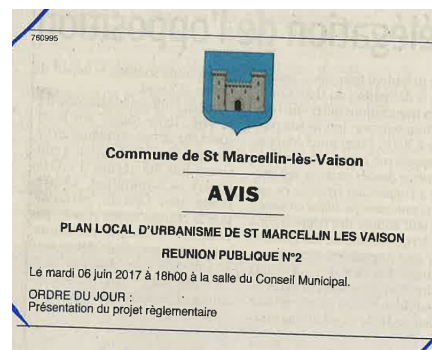 760995
Commune de St Marcellin-lès-Vaison
AVIS
PLAN LOCAL D'URBANISME DE ST MARCELLIN LES VAISON
REUNION PUBLIQUE N°2
Le mardi 06 juin 2017 à 18h00 à la salle du Conseil Municipal.
ORDRE DU JOUR :
Présentation du projet règlementaire